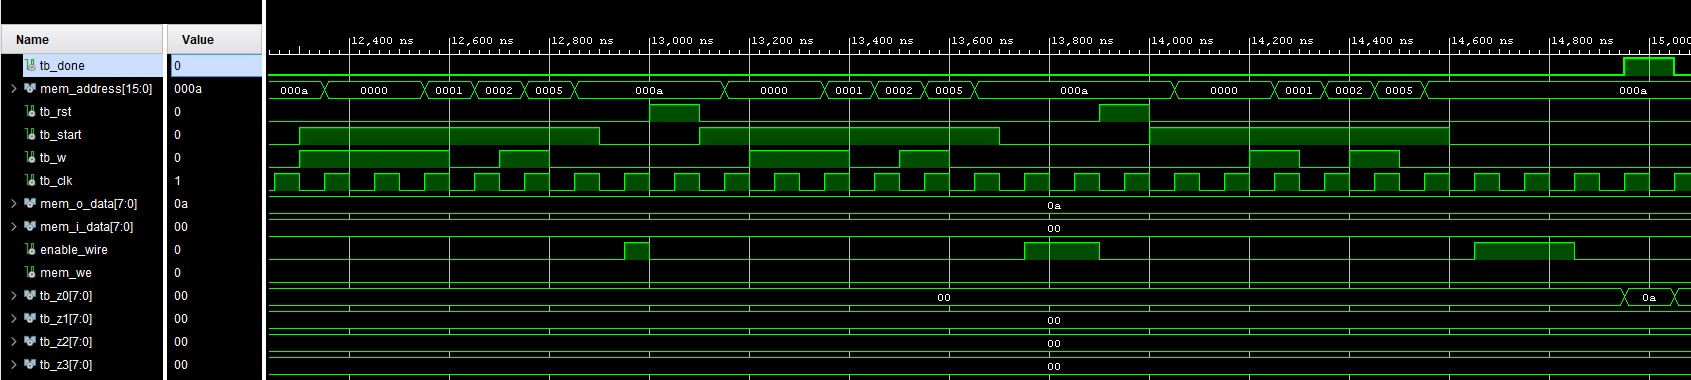 Name Value
12,400 ns 12,600 ns 12,800 ns 13,000 ns 13,200 ns 13,400 ns 13,600 ns 13,800 ns 14,000 ns 14,200 ns 14,400 ns 14,600 ns 14,800 ns 15,000
tb_done 0
mem_address[15:0] 000a 000a 0000 0001 0002 0005 000a 0000 0001 0002 0005 000a 0000 0001 0002 0005 000a
tb_rst 0
tb_start 0
tb_w 0
tb_clk 1
mem_o_data[7:0] 0a 0a
mem_i_data[7:0] 00 00
enable_wire 0
mem_we 0
tb_z0[7:0] 00 00 0a
tb_z1[7:0] 00 00
tb_z2[7:0] 00 00
tb_z3[7:0] 00 00